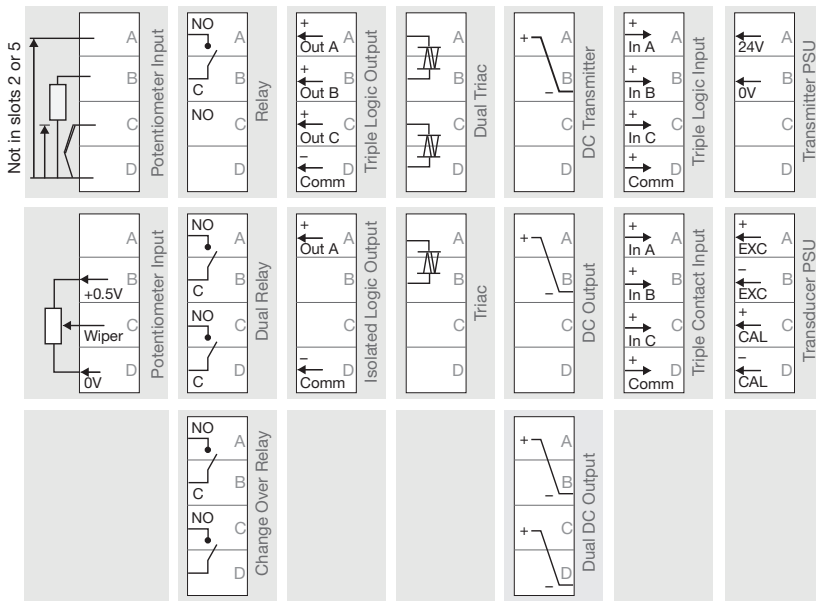 Not in slots 2 or 5
A
B
C
D
Potentiometer Input
NO
A
B
C
NO
C
D
Relay
+
Out A
A
+
Out B
B
+
Out C
C
−
Comm
D
Triple Logic Output
A
B
C
D
Dual Triac
+
A
B
−
C
D
DC Transmitter
+
In A
A
+
In B
B
+
In C
C
+
Comm
D
Triple Logic Input
24V
A
0V
B
C
D
Transmitter PSU
A
B
+0.5V
C
Wiper
D
0V
Potentiometer Input
NO
A
B
C
NO
C
D
C
Dual Relay
+
Out A
A
B
C
−
Comm
D
Isolated Logic Output
A
B
C
D
Triac
+
A
B
−
C
D
DC Output
+
In A
A
+
In B
B
+
In C
C
+
Comm
D
Triple Contact Input
+
EXC
A
−
EXC
B
+
CAL
C
−
CAL
D
Transducer PSU
NO
A
B
C
NO
C
D
Change Over Relay
+
A
B
−
+
C
D
−
Dual DC Output